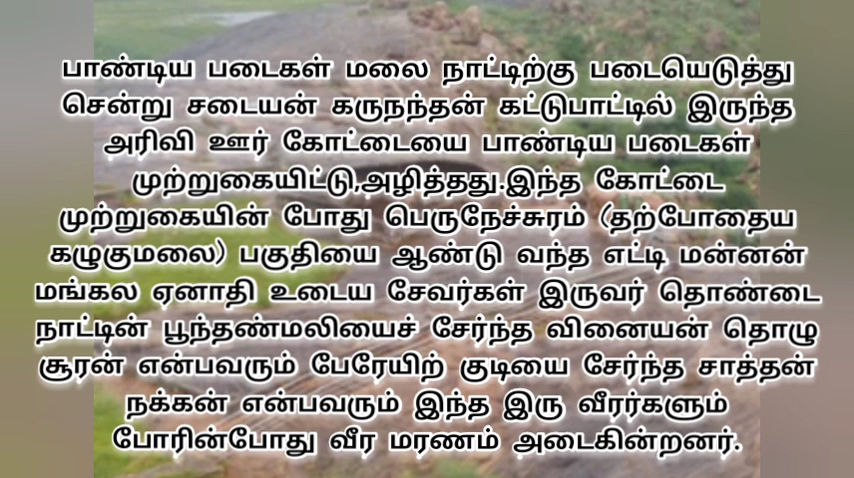 பாண்டிய படைகள் மலை நாட்டிற்கு படையெடுத்து
சென்று சடையன் கருநந்தன் கட்டுபாட்டில் இருந்த
அரிவி ஊர் கோட்டையை பாண்டிய படைகள்
முற்றுகையிட்டு,அழித்தது.இந்த கோட்டை
முற்றுகையின் போது பெருநேச்சுரம் (தற்போதைய
கழுகுமலை) பகுதியை ஆண்டு வந்த எட்டி மன்னன்
மங்கல ஏனாதி உடைய சேவர்கள் இருவர் தொண்டை
நாட்டின் பூந்தண்மலியைச் சேர்ந்த வினையன் தொழு
சூரன் என்பவரும் பேரேயிற் குடியை சேர்ந்த சாத்தன்
நக்கன் என்பவரும் இந்த இரு வீரர்களும்
போரின்போது வீர மரணம் அடைகின்றனர்.